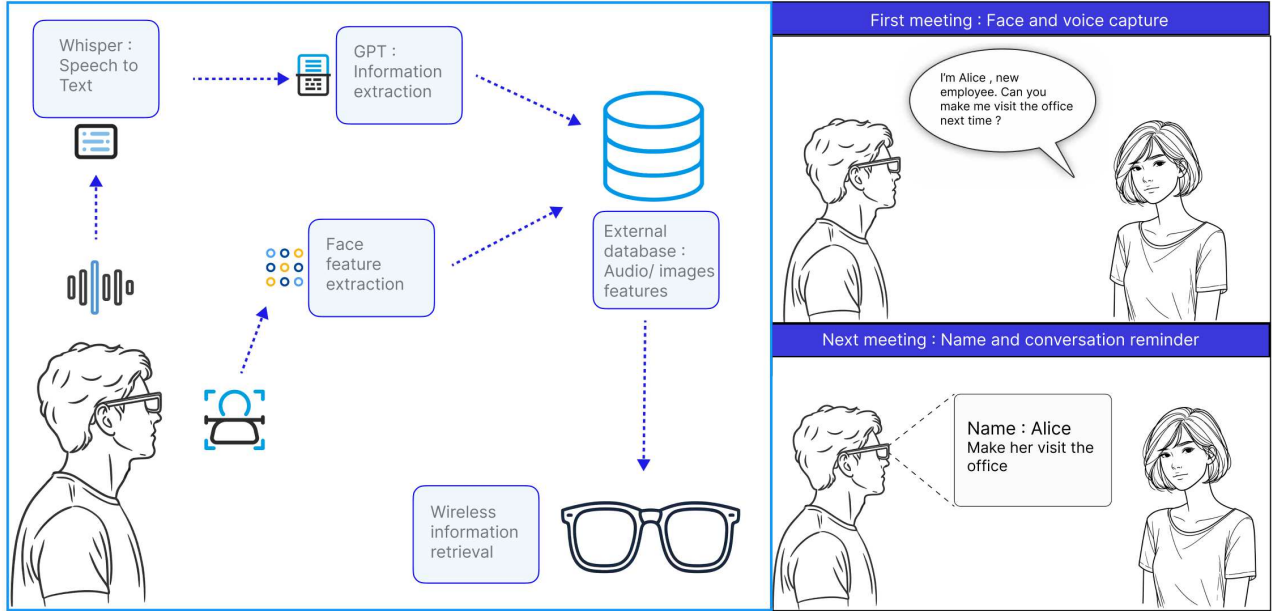 Whisper :
Speech to
Text
GPT :
Information
extraction
Face
feature
extraction
External
database :
Audio/ images
features
Wireless
information
retrieval
First meeting : Face and voice capture
I'm Alice , new
employee. Can you
make me visit the office
next time ?
Next meeting : Name and conversation reminder
Name : Alice
Make her visit the
office